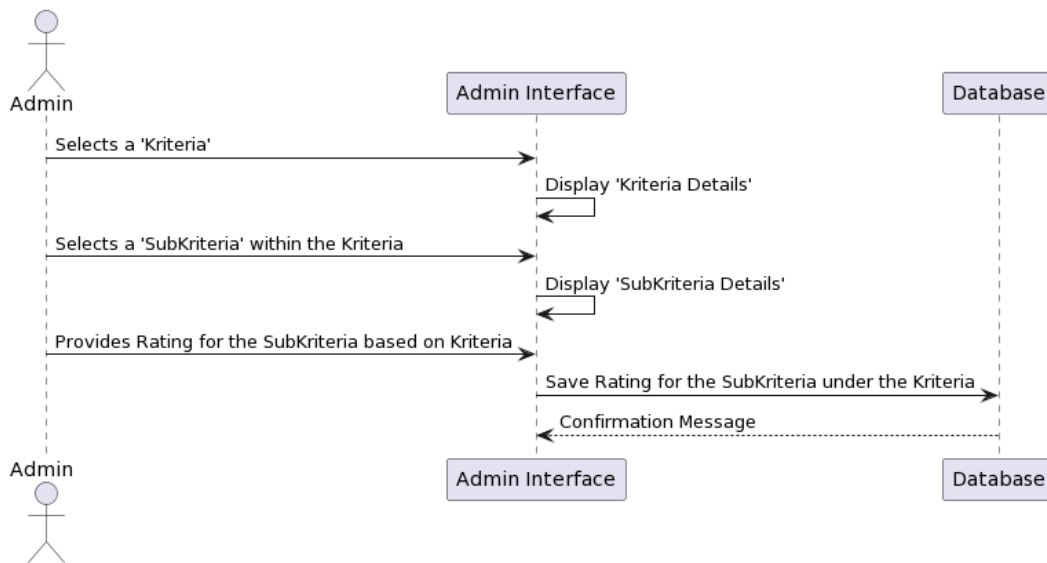 Admin
Admin Interface
Database
Selects a 'Kriteria'
Display 'Kriteria Details'
Selects a 'SubKriteria' within the Kriteria
Display 'SubKriteria Details'
Provides Rating for the SubKriteria based on Kriteria
Save Rating for the SubKriteria under the Kriteria
Confirmation Message
Admin
Admin Interface
Database